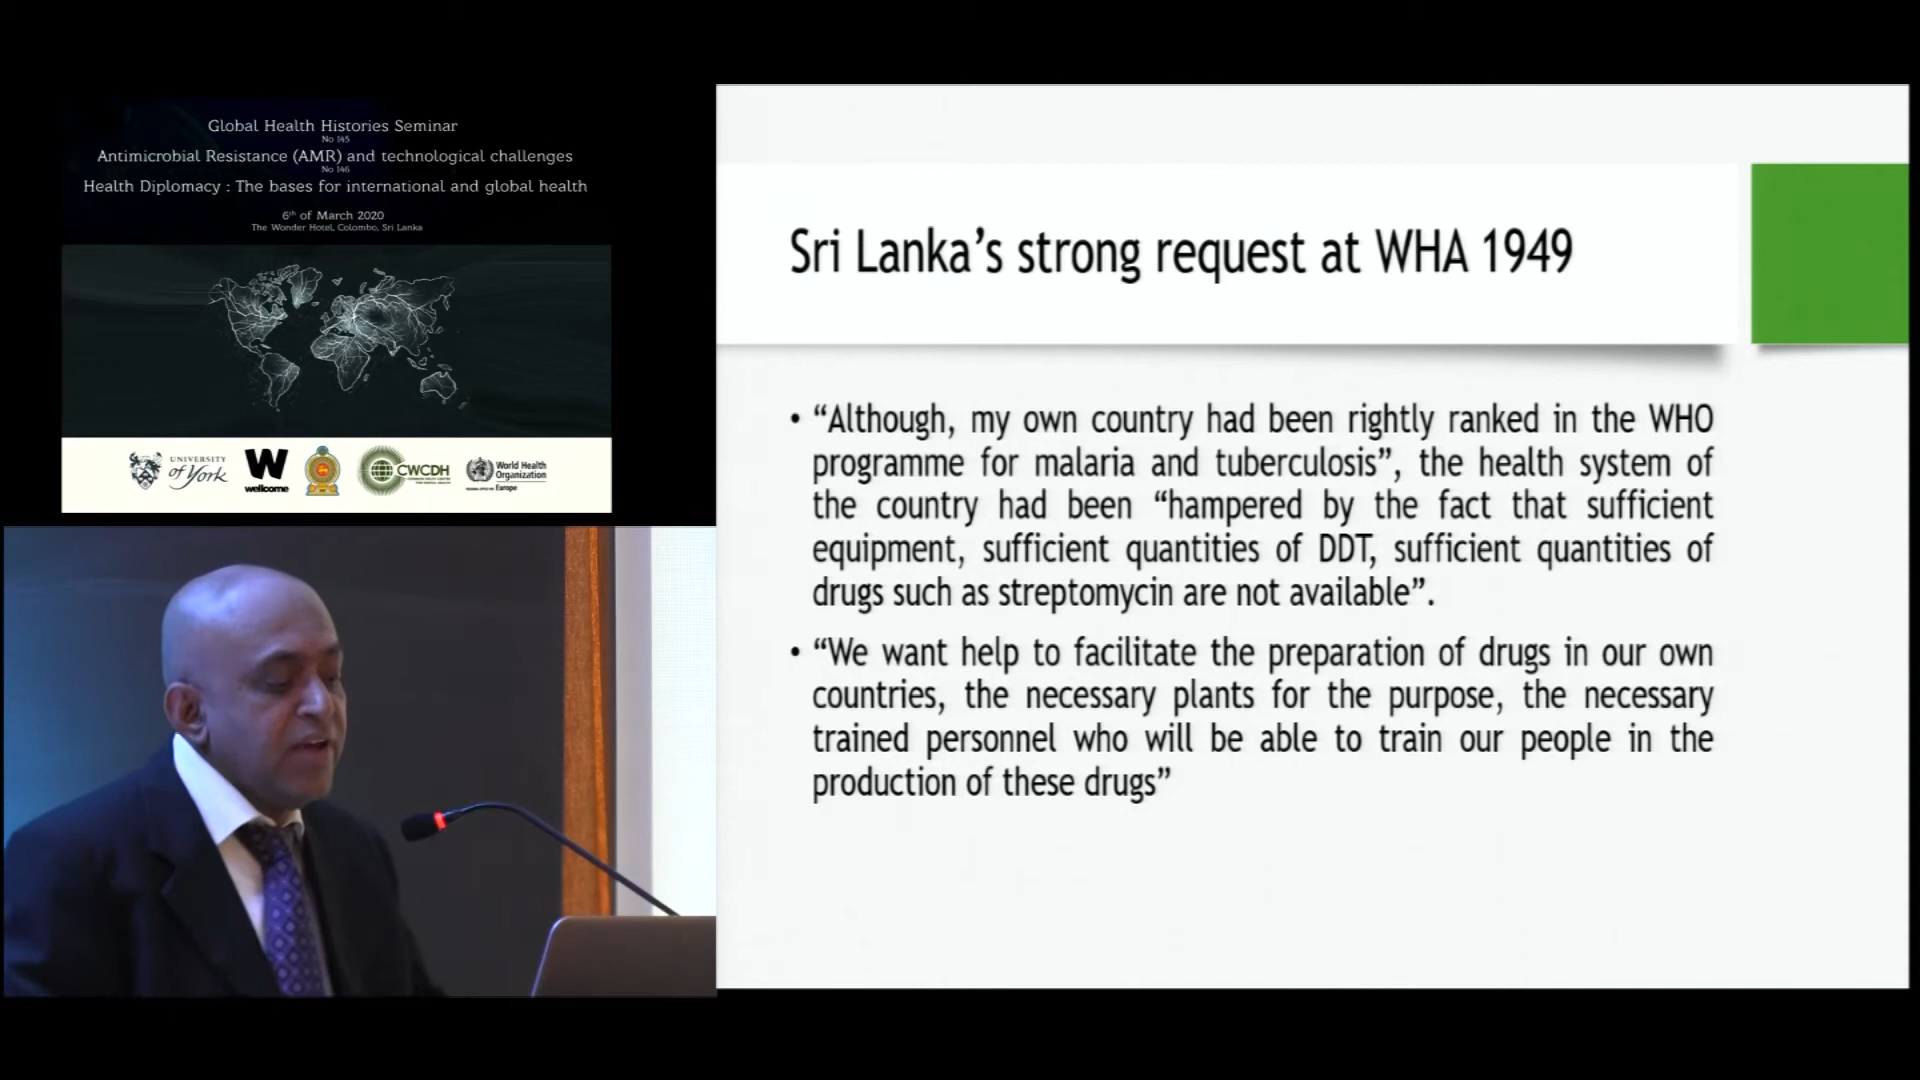 Global Health Histories Seminar
No 145
Antimicrobial Resistance (AMR) and technological challenges
No 146
Health Diplomacy : The bases for international and global health
6th of March 2020
The Wonder Hotel, Colombo, Sri Lanka
UNIVERSITY
of York
W
wellcome
CWCDH
World Health
Organization
Europe
Sri Lanka’s strong request at WHA 1949
• “Although, my own country had been rightly ranked in the WHO
programme for malaria and tuberculosis”, the health system of
the country had been “hampered by the fact that sufficient
equipment, sufficient quantities of DDT, sufficient quantities of
drugs such as streptomycin are not available”.
• “We want help to facilitate the preparation of drugs in our own
countries, the necessary plants for the purpose, the necessary
trained personnel who will be able to train our people in the
production of these drugs”